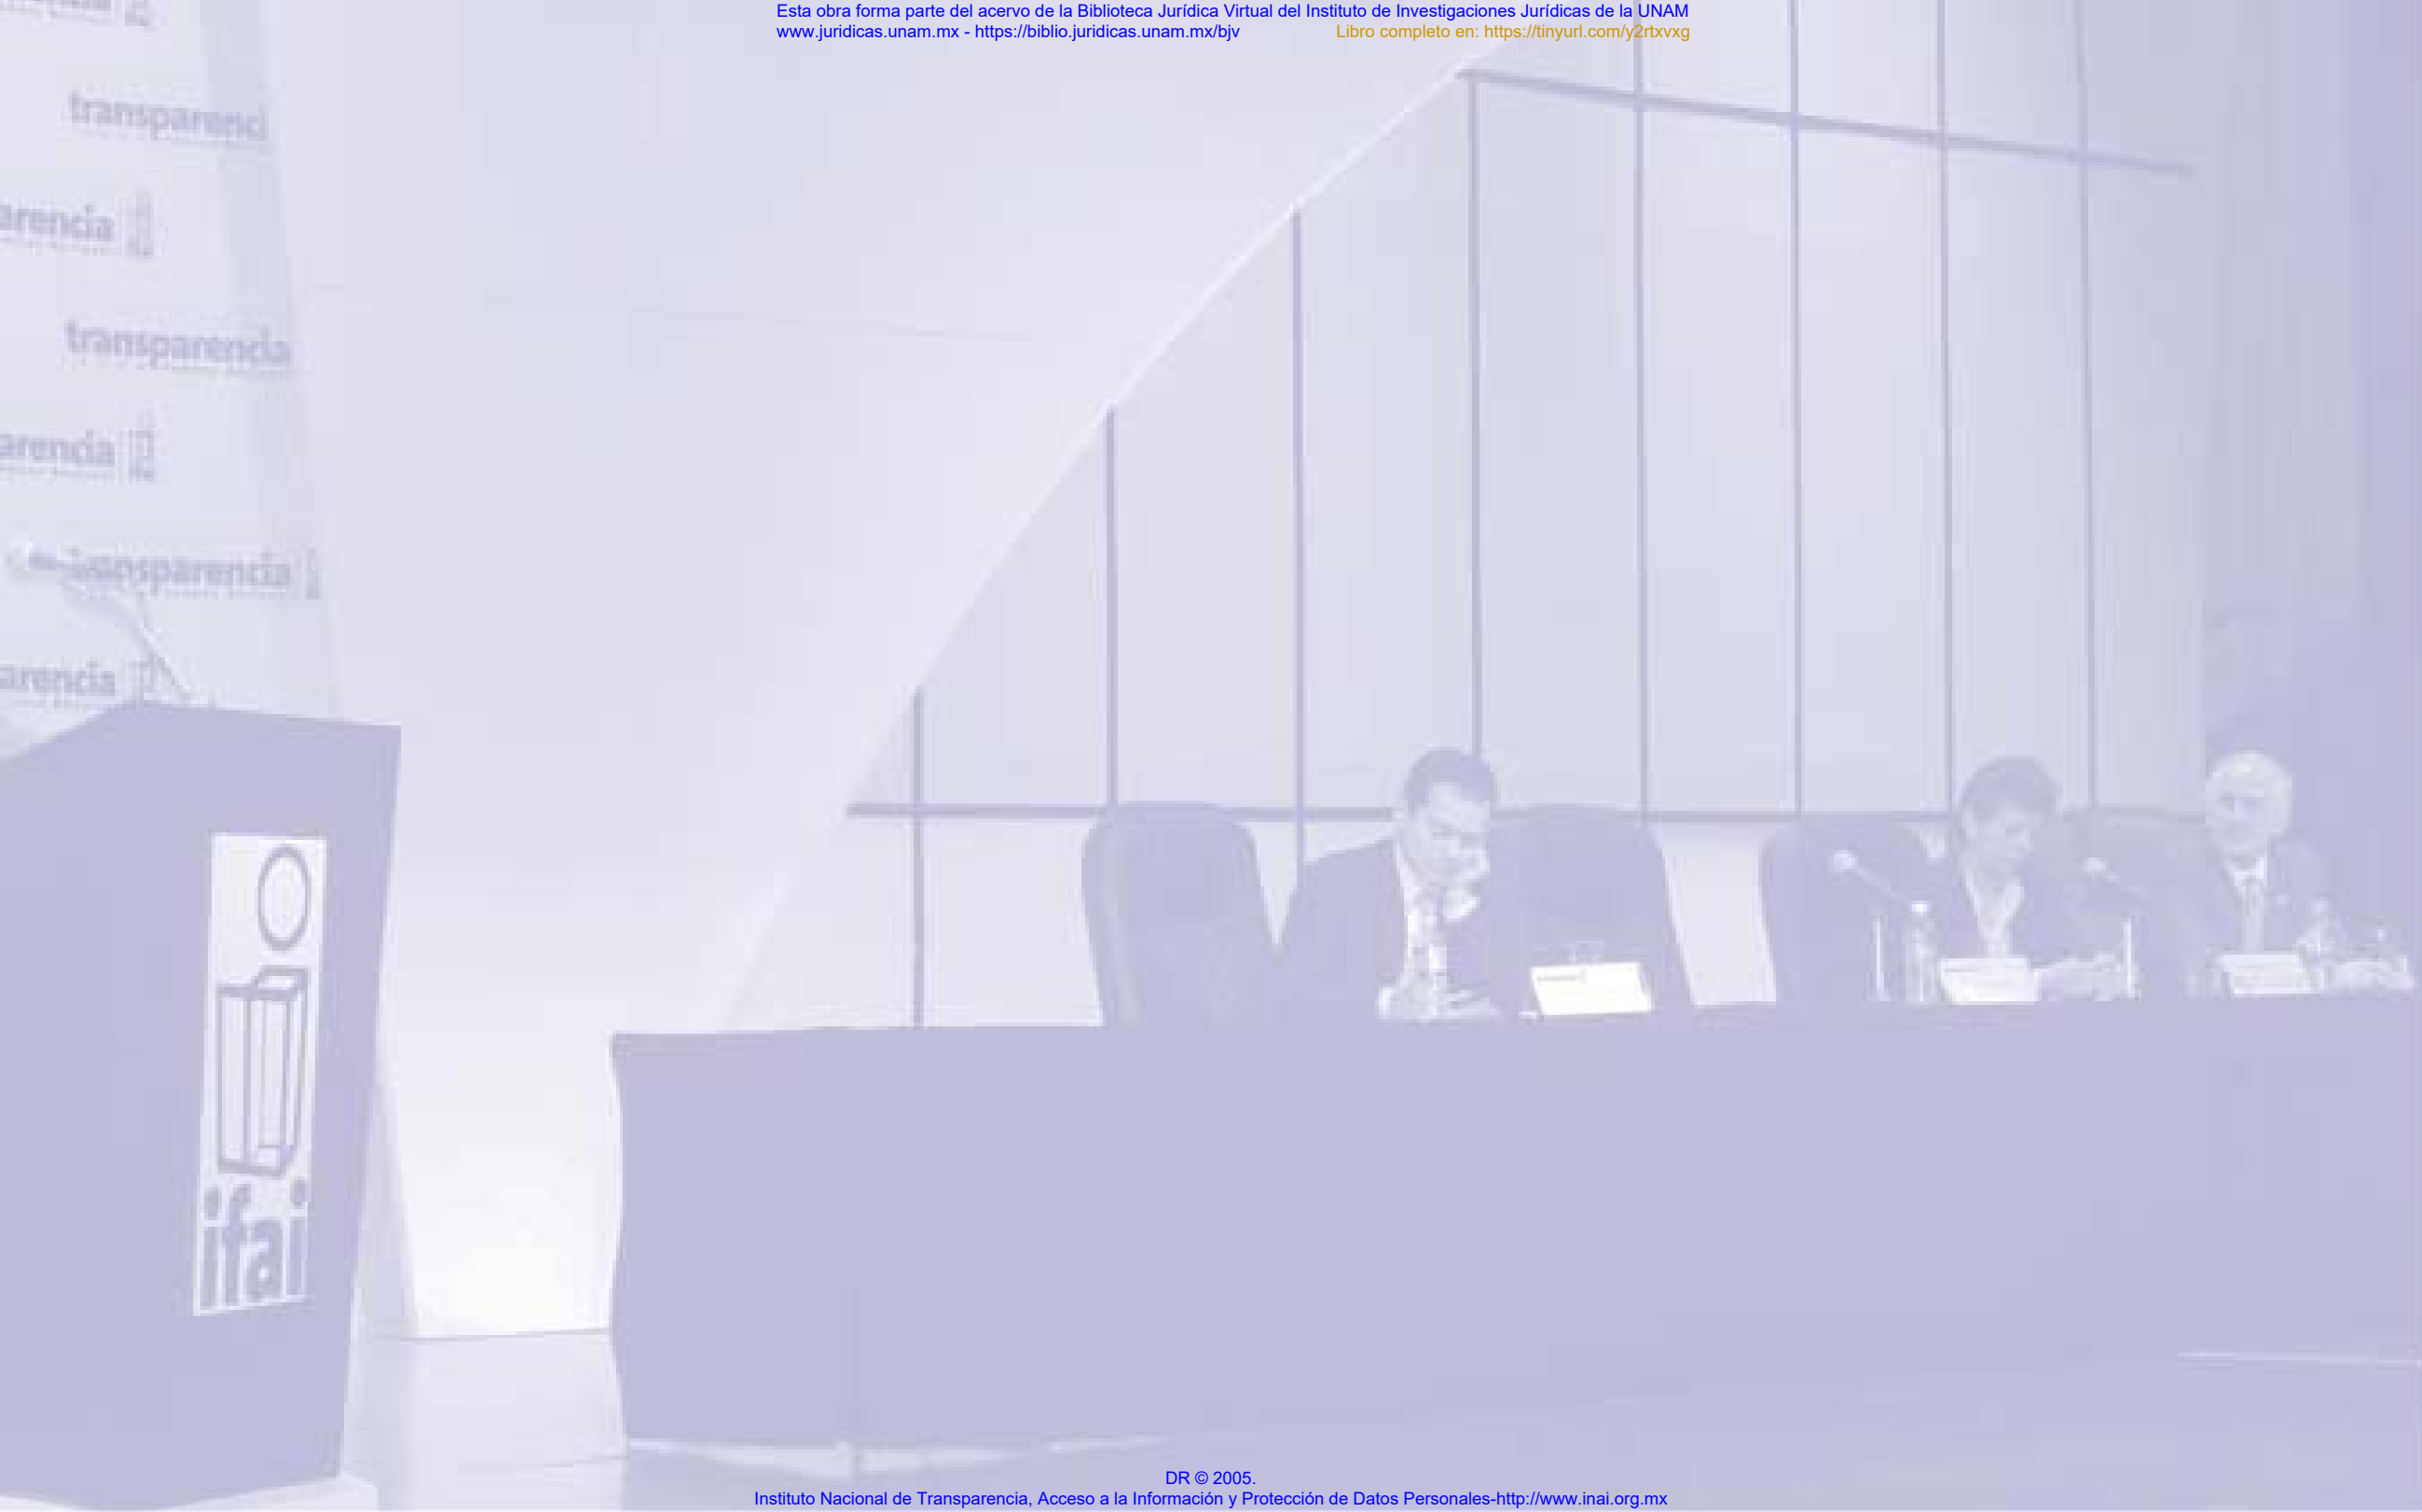 Esta obra forma parte del acervo de la Biblioteca Jurídica Virtual del Instituto de Investigaciones Jurídicas de la UNAM
www.juridicas.unam.mx - https://biblio.juridicas.unam.mx/bjv Libro completo en: https://tinyurl.com/y2rtxvxg
transparenci
arencia
transparencia
arencia
transparencia
arencia
ifai
DR © 2005.
Instituto Nacional de Transparencia, Acceso a la Información y Protección de Datos Personales-http://www.inai.org.mx